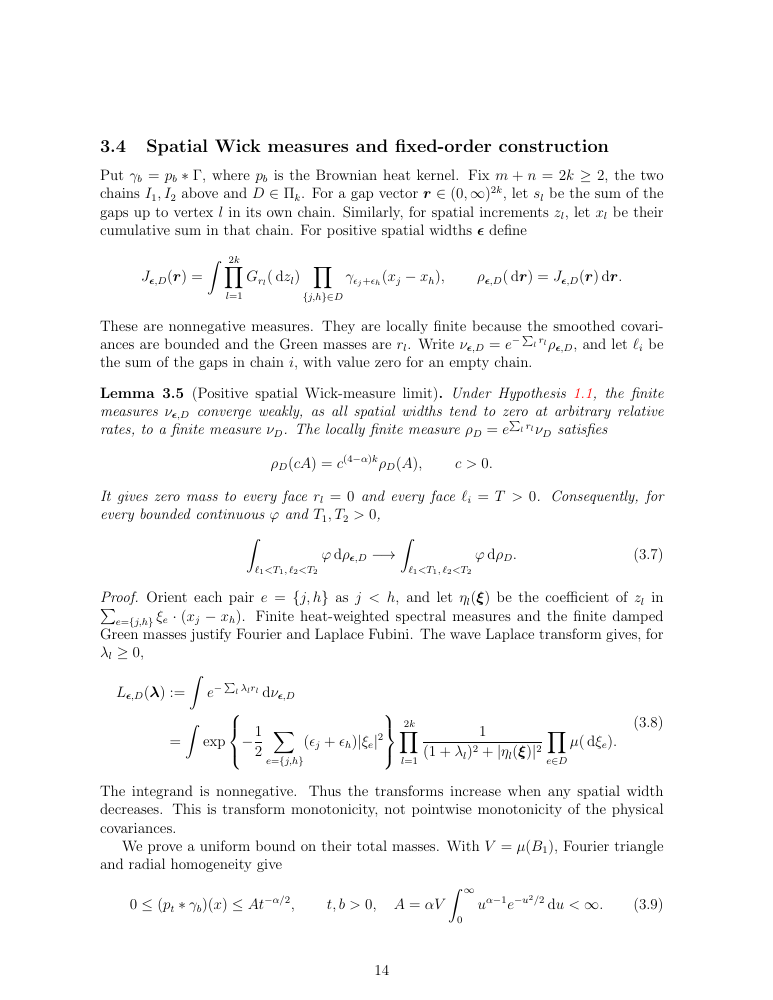 3.4 Spatial Wick measures and fixed-order construction
Put γ_b = p_b ∗ Γ, where p_b is the Brownian heat kernel. Fix m + n = 2k ≥ 2, the two
chains I_1, I_2 above and D ∈ Π_k. For a gap vector r ∈ (0, ∞)^{2k}, let s_l be the sum of the
gaps up to vertex l in its own chain. Similarly, for spatial increments z_l, let x_l be their
cumulative sum in that chain. For positive spatial widths ϵ define
J_{ϵ,D}(r) = ∫ ∏_{l=1}^{2k} G_{r_l}( dz_l) ∏_{{j,h}∈D} γ_{ϵ_j+ϵ_h}(x_j − x_h), ρ_{ϵ,D}( dr) = J_{ϵ,D}(r) dr.
These are nonnegative measures. They are locally finite because the smoothed covari-
ances are bounded and the Green masses are r_l. Write ν_{ϵ,D} = e^{−∑_l r_l}ρ_{ϵ,D}, and let ℓ_i be
the sum of the gaps in chain i, with value zero for an empty chain.
Lemma 3.5 (Positive spatial Wick-measure limit). Under Hypothesis 1.1, the finite
measures ν_{ϵ,D} converge weakly, as all spatial widths tend to zero at arbitrary relative
rates, to a finite measure ν_D. The locally finite measure ρ_D = e^{∑_l r_l}ν_D satisfies
ρ_D(cA) = c^{(4−α)k}ρ_D(A), c > 0.
It gives zero mass to every face r_l = 0 and every face ℓ_i = T > 0. Consequently, for
every bounded continuous φ and T_1, T_2 > 0,
∫_{ℓ_1<T_1, ℓ_2<T_2} φ dρ_{ϵ,D} ⟶ ∫_{ℓ_1<T_1, ℓ_2<T_2} φ dρ_D. (3.7)
Proof. Orient each pair e = {j, h} as j < h, and let η_l(ξ) be the coefficient of z_l in
∑_{e={j,h}} ξ_e · (x_j − x_h). Finite heat-weighted spectral measures and the finite damped
Green masses justify Fourier and Laplace Fubini. The wave Laplace transform gives, for
λ_l ≥ 0,
L_{ϵ,D}(λ) := ∫ e^{−∑_l λ_l r_l} dν_{ϵ,D}
= ∫ exp { −1/2 ∑_{e={j,h}} (ϵ_j + ϵ_h)|ξ_e|^2 } ∏_{l=1}^{2k} 1/((1 + λ_l)^2 + |η_l(ξ)|^2) ∏_{e∈D} μ( dξ_e). (3.8)
The integrand is nonnegative. Thus the transforms increase when any spatial width
decreases. This is transform monotonicity, not pointwise monotonicity of the physical
covariances.
We prove a uniform bound on their total masses. With V = μ(B_1), Fourier triangle
and radial homogeneity give
0 ≤ (p_t ∗ γ_b)(x) ≤ At^{−α/2}, t, b > 0, A = αV ∫_0^∞ u^{α−1}e^{−u^2/2} du < ∞. (3.9)
14